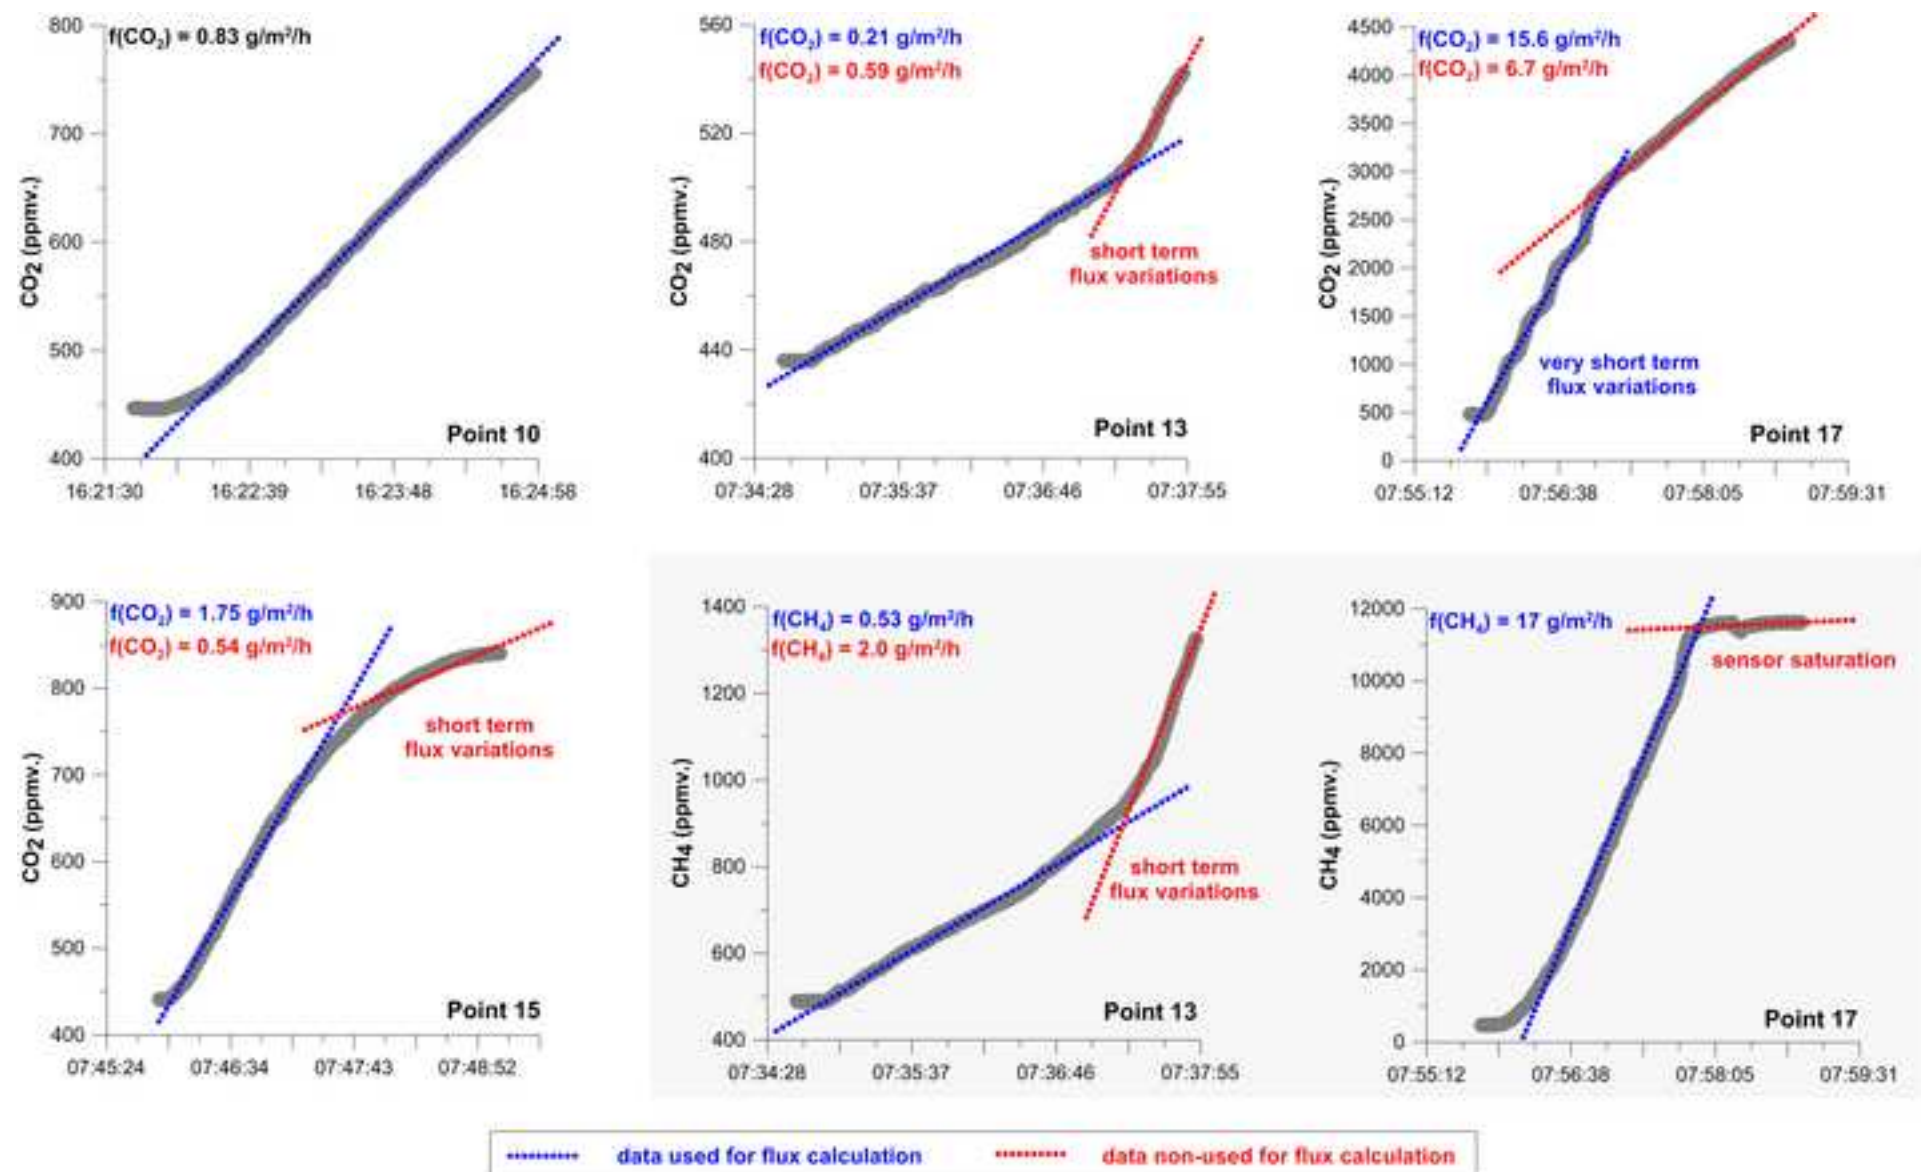 800
700
600
500
400
CO2 (ppmv.)
f(CO2) = 0.83 g/m²/h
Point 10
16:21:30 16:22:39 16:23:48 16:24:58
560
520
480
440
400
CO2 (ppmv.)
f(CO2) = 0.21 g/m²/h
f(CO2) = 0.59 g/m²/h
short term
flux variations
Point 13
07:34:28 07:35:37 07:36:46 07:37:55
4500
4000
3500
3000
2500
2000
1500
1000
500
0
CO2 (ppmv.)
f(CO2) = 15.6 g/m²/h
f(CO2) = 6.7 g/m²/h
very short term
flux variations
Point 17
07:55:12 07:56:38 07:58:05 07:59:31
900
800
700
600
500
400
CO2 (ppmv.)
f(CO2) = 1.75 g/m²/h
f(CO2) = 0.54 g/m²/h
short term
flux variations
Point 15
07:45:24 07:46:34 07:47:43 07:48:52
1400
1200
1000
800
600
400
CH4 (ppmv.)
f(CH4) = 0.53 g/m²/h
f(CH4) = 2.0 g/m²/h
short term
flux variations
Point 13
07:34:28 07:35:37 07:36:46 07:37:55
12000
10000
8000
6000
4000
2000
0
CH4 (ppmv.)
f(CH4) = 17 g/m²/h
sensor saturation
Point 17
07:55:12 07:56:38 07:58:05 07:59:31
data used for flux calculation data non-used for flux calculation